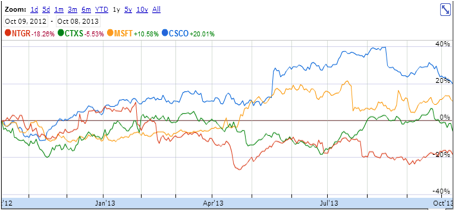 Zoom: 1d 5d 1m 3m 6m YTD 1y 5y 10y All
Oct 09, 2012 - Oct 08, 2013
NTGR -18.26% CTXS -5.53% MSFT +10.58% CSCO +20.01%
40%
20%
0%
-20%
-40%
'12 Jan'13 Apr'13 Jul'13 Oct'13